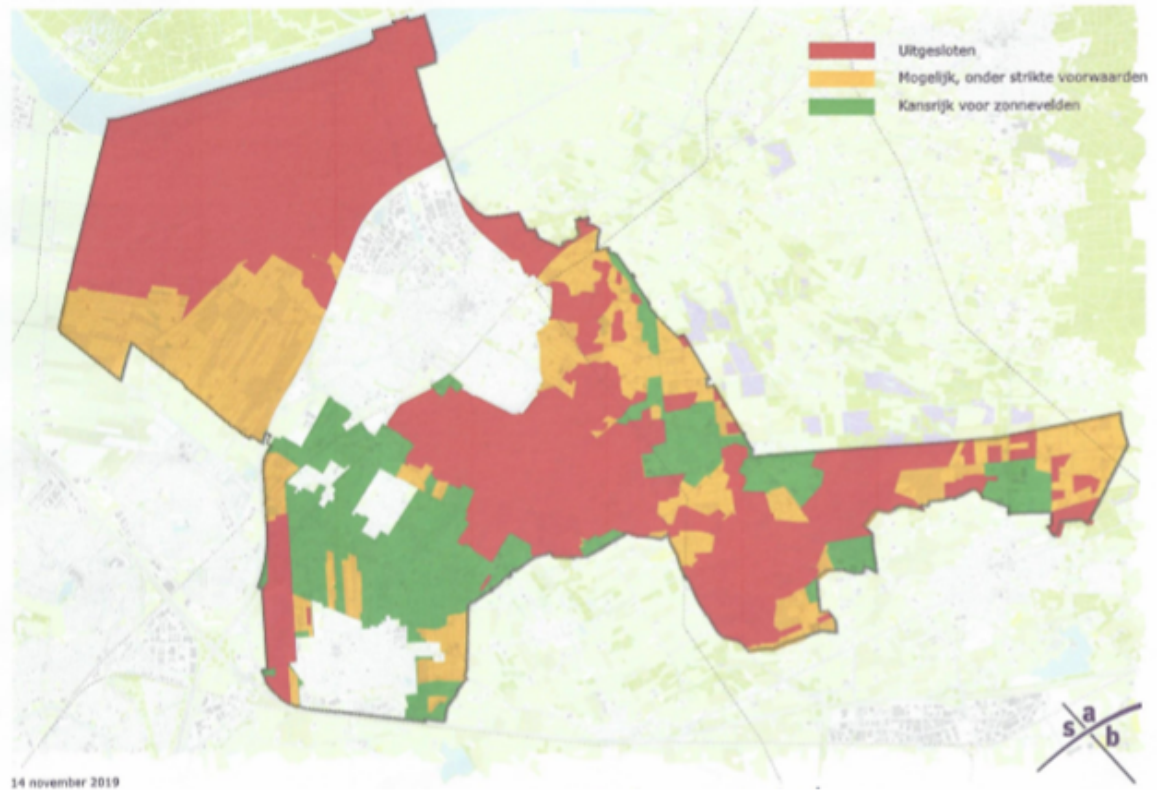 Uitgesloten
Mogelijk, onder strikte voorwaarden
Kansrijk voor zonnevelden
s a b
14 november 2019